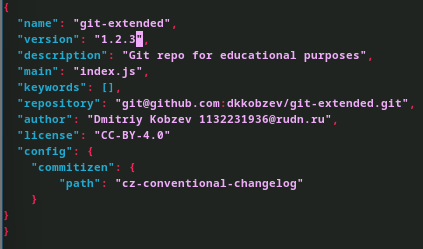 {
  "name": "git-extended",
  "version": "1.2.3",
  "description": "Git repo for educational purposes",
  "main": "index.js",
  "keywords": [],
  "repository": "git@github.com:dkkobzev/git-extended.git",
  "author": "Dmitriy Kobzev 1132231936@rudn.ru",
  "license": "CC-BY-4.0"
  "config": {
    "commitizen": {
        "path": "cz-conventional-changelog"
    }
}
}